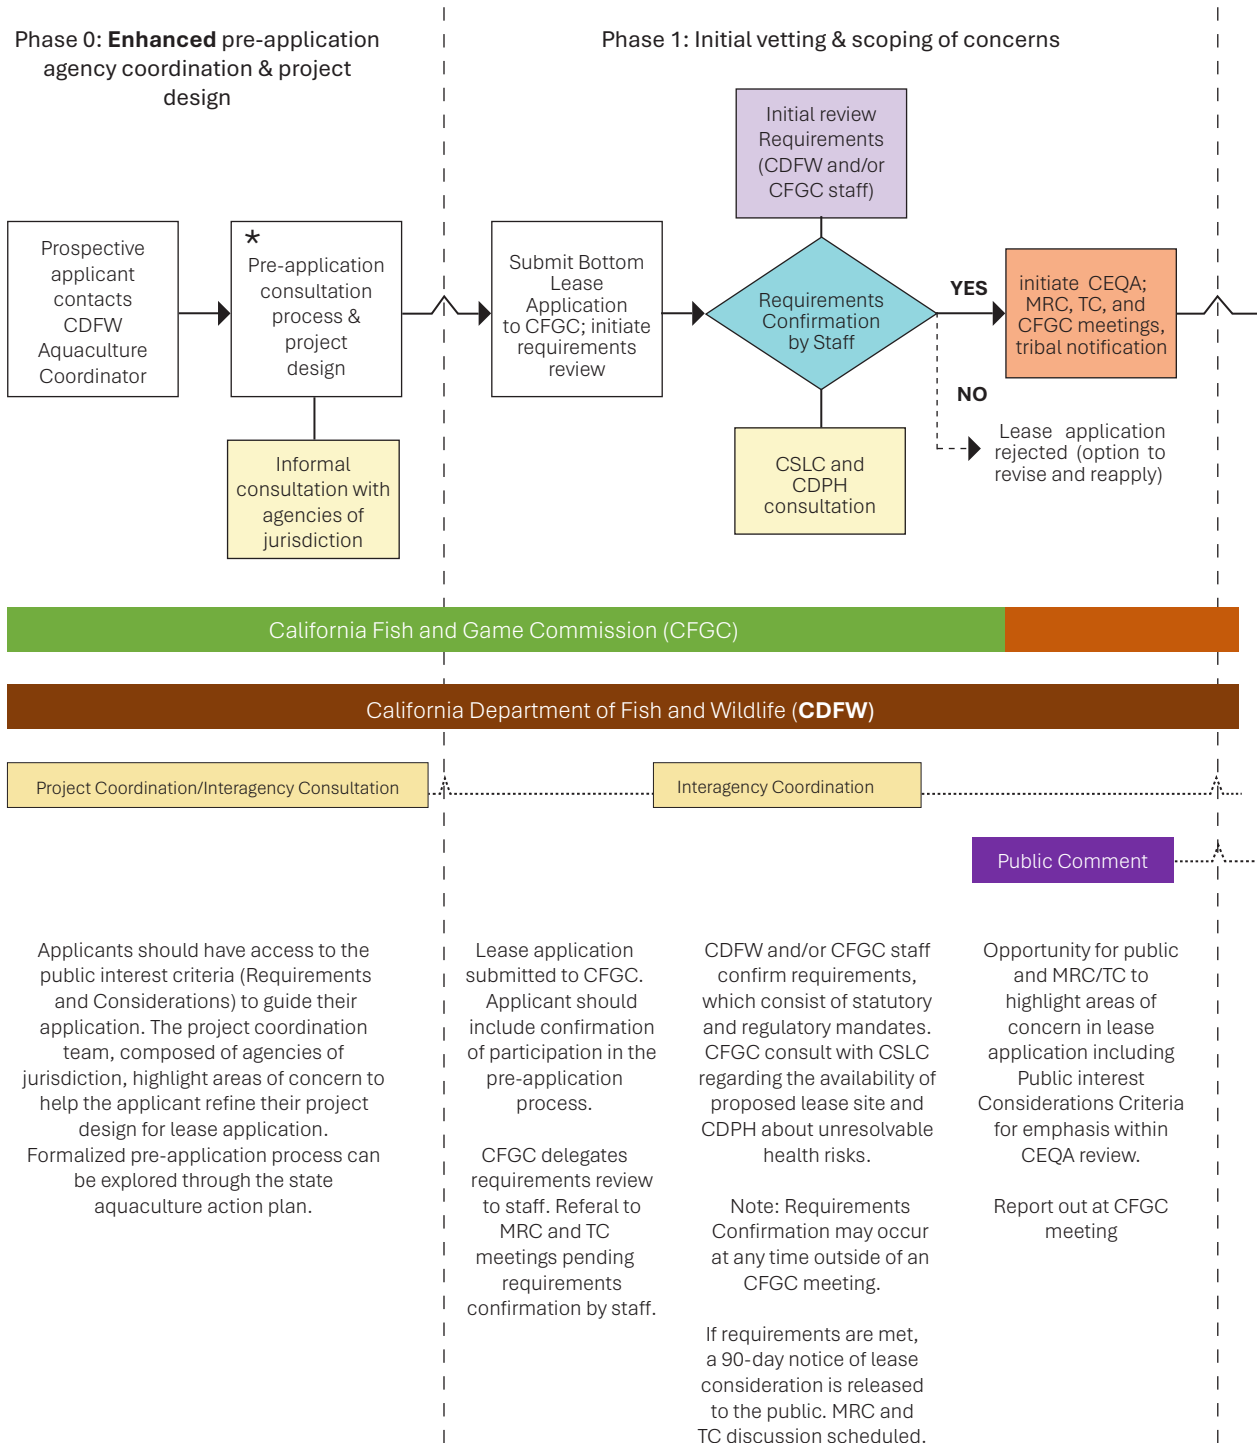 Phase 0: Enhanced pre-application
agency coordination & project
design
Phase 1: Initial vetting & scoping of concerns
Prospective
applicant
contacts
CDFW
Aquaculture
Coordinator
*
Pre-application
consultation
process &
project
design
Informal
consultation with
agencies of
jurisdiction
Submit Bottom
Lease
Application
to CFGC; initiate
requirements
review
Initial review
Requirements
(CDFW and/or
CFGC staff)
Requirements
Confirmation
by Staff
CSLC and
CDPH
consultation
YES
NO
initiate CEQA;
MRC, TC, and
CFGC meetings,
tribal notification
Lease application
rejected (option to
revise and reapply)
California Fish and Game Commission (CFGC)
California Department of Fish and Wildlife (CDFW)
Project Coordination/Interagency Consultation
Interagency Coordination
Public Comment
Applicants should have access to the
public interest criteria (Requirements
and Considerations) to guide their
application. The project coordination
team, composed of agencies of
jurisdiction, highlight areas of concern to
help the applicant refine their project
design for lease application.
Formalized pre-application process can
be explored through the state
aquaculture action plan.
Lease application
submitted to CFGC.
Applicant should
include confirmation
of participation in the
pre-application
process.
CFGC delegates
requirements review
to staff. Referal to
MRC and TC
meetings pending
requirements
confirmation by staff.
CDFW and/or CFGC staff
confirm requirements,
which consist of statutory
and regulatory mandates.
CFGC consult with CSLC
regarding the availability of
proposed lease site and
CDPH about unresolvable
health risks.
Note: Requirements
Confirmation may occur
at any time outside of an
CFGC meeting.
If requirements are met,
a 90-day notice of lease
consideration is released
to the public. MRC and
TC discussion scheduled.
Opportunity for public
and MRC/TC to
highlight areas of
concern in lease
application including
Public interest
Considerations Criteria
for emphasis within
CEQA review.
Report out at CFGC
meeting